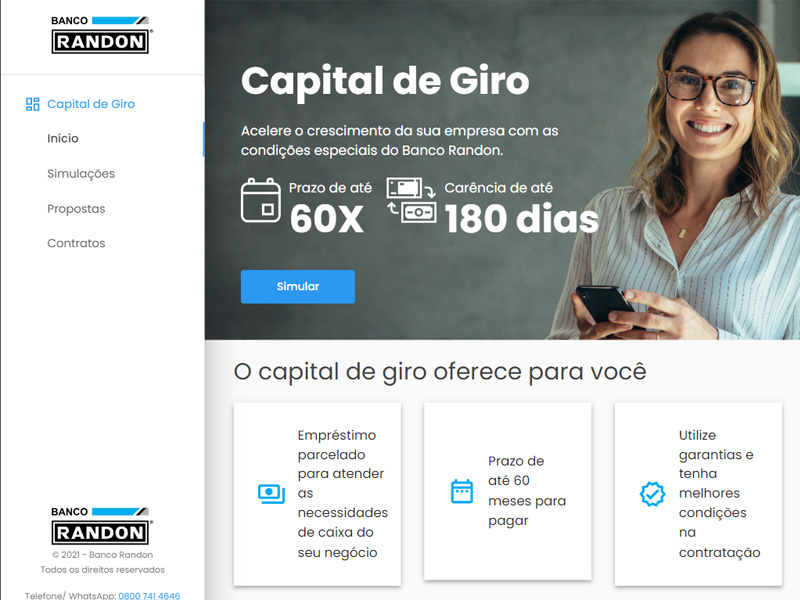 BANCO
RANDON
Capital de Giro
Início
Simulações
Propostas
Contratos
BANCO
RANDON
© 2021 - Banco Randon
Todos os direitos reservados
Telefone/ WhatsApp: 0800 741 4646
Capital de Giro
Acelere o crescimento da sua empresa com as
condições especiais do Banco Randon.
Prazo de até
60X
Carência de até
180 dias
Simular
O capital de giro oferece para você
Empréstimo
parcelado
para atender
as
necessidades
de caixa do
seu negócio
Prazo de
até 60
meses para
pagar
Utilize
garantias e
tenha
melhores
condições
na
contratação